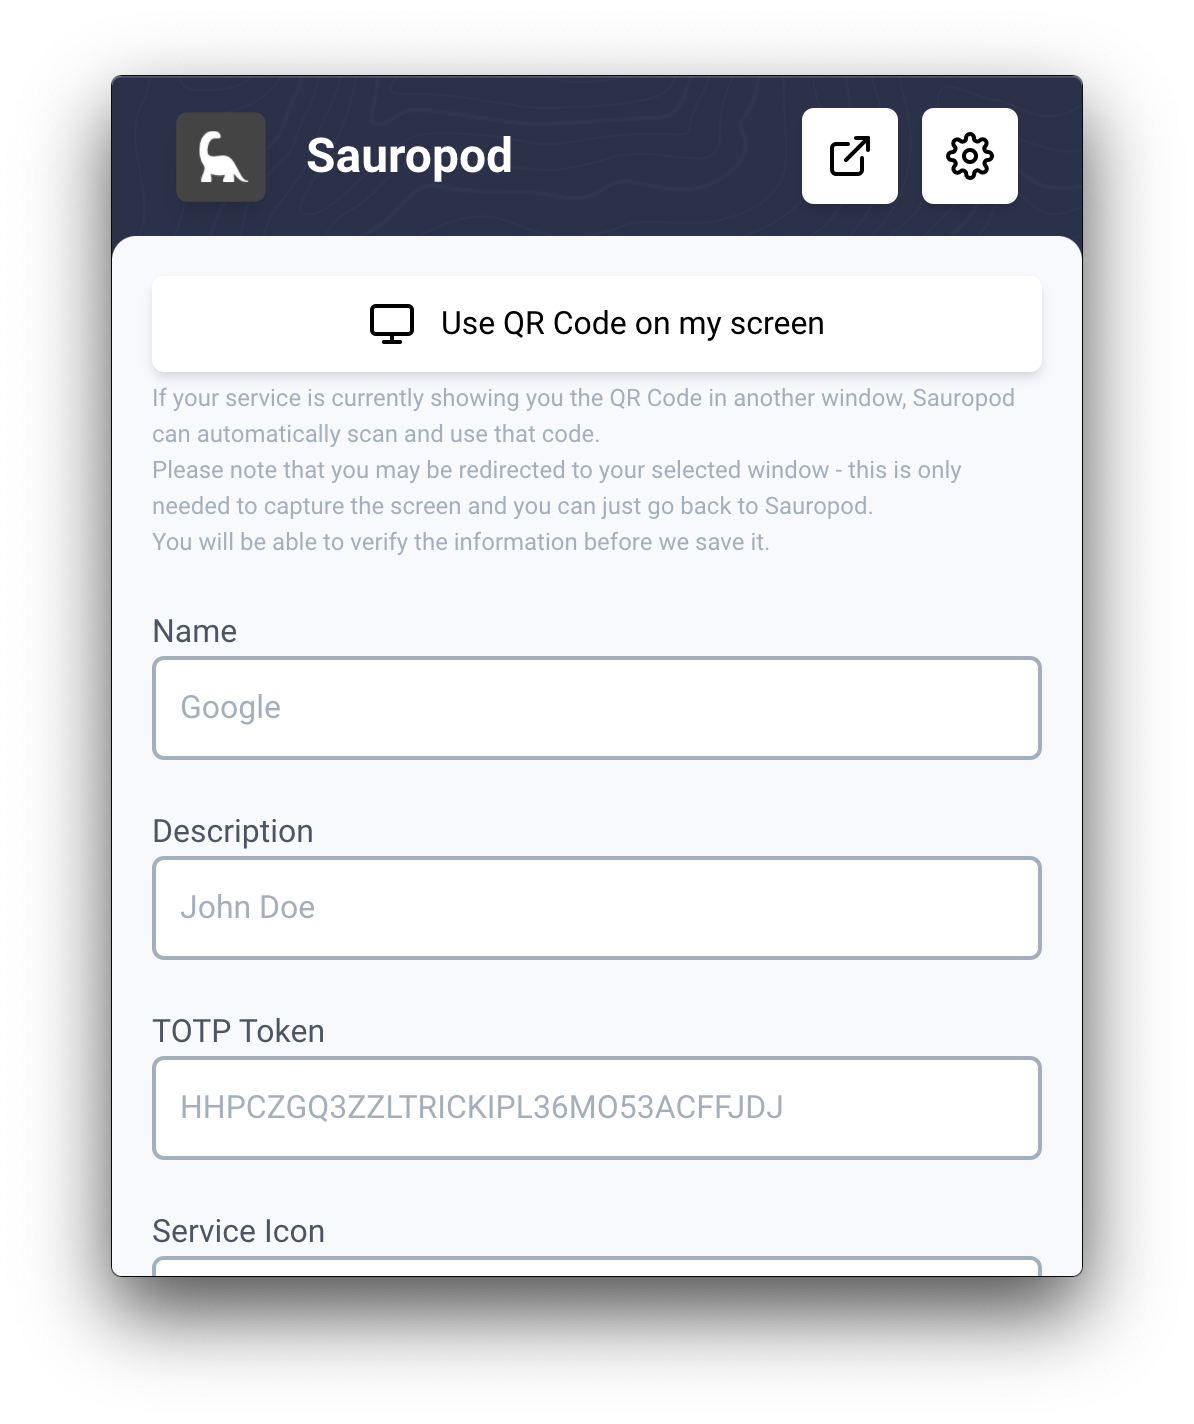 Sauropod
Use QR Code on my screen
If your service is currently showing you the QR Code in another window, Sauropod
can automatically scan and use that code.
Please note that you may be redirected to your selected window - this is only
needed to capture the screen and you can just go back to Sauropod.
You will be able to verify the information before we save it.
Name
Google
Description
John Doe
TOTP Token
HHPCZGQ3ZZLTRICKIPL36MO53ACFFJDJ
Service Icon